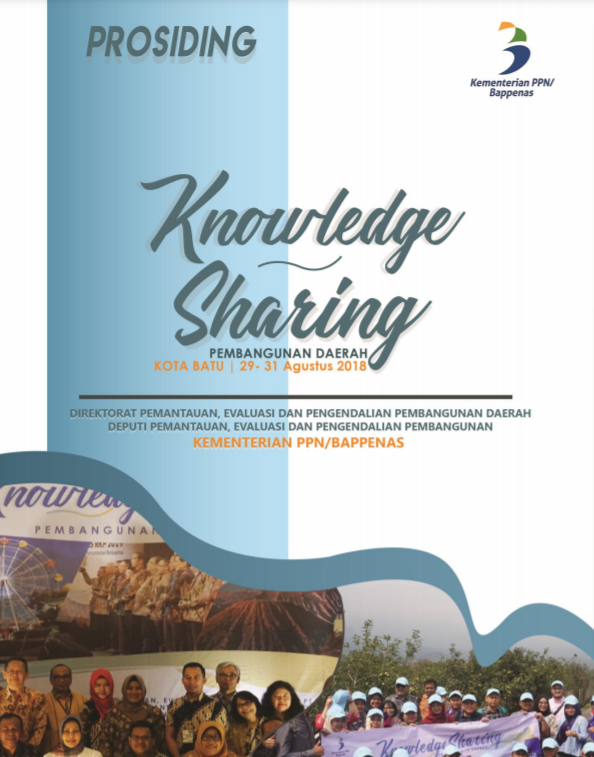 PROSIDING
Kementerian PPN/
Bappenas
Knowledge
Sharing
PEMBANGUNAN DAERAH
KOTA BATU | 29- 31 Agustus 2018
DIREKTORAT PEMANTAUAN, EVALUASI DAN PENGENDALIAN PEMBANGUNAN DAERAH
DEPUTI PEMANTAUAN, EVALUASI DAN PENGENDALIAN PEMBANGUNAN
KEMENTERIAN PPN/BAPPENAS
PEMBANGUNAN
Knowledge Sharing